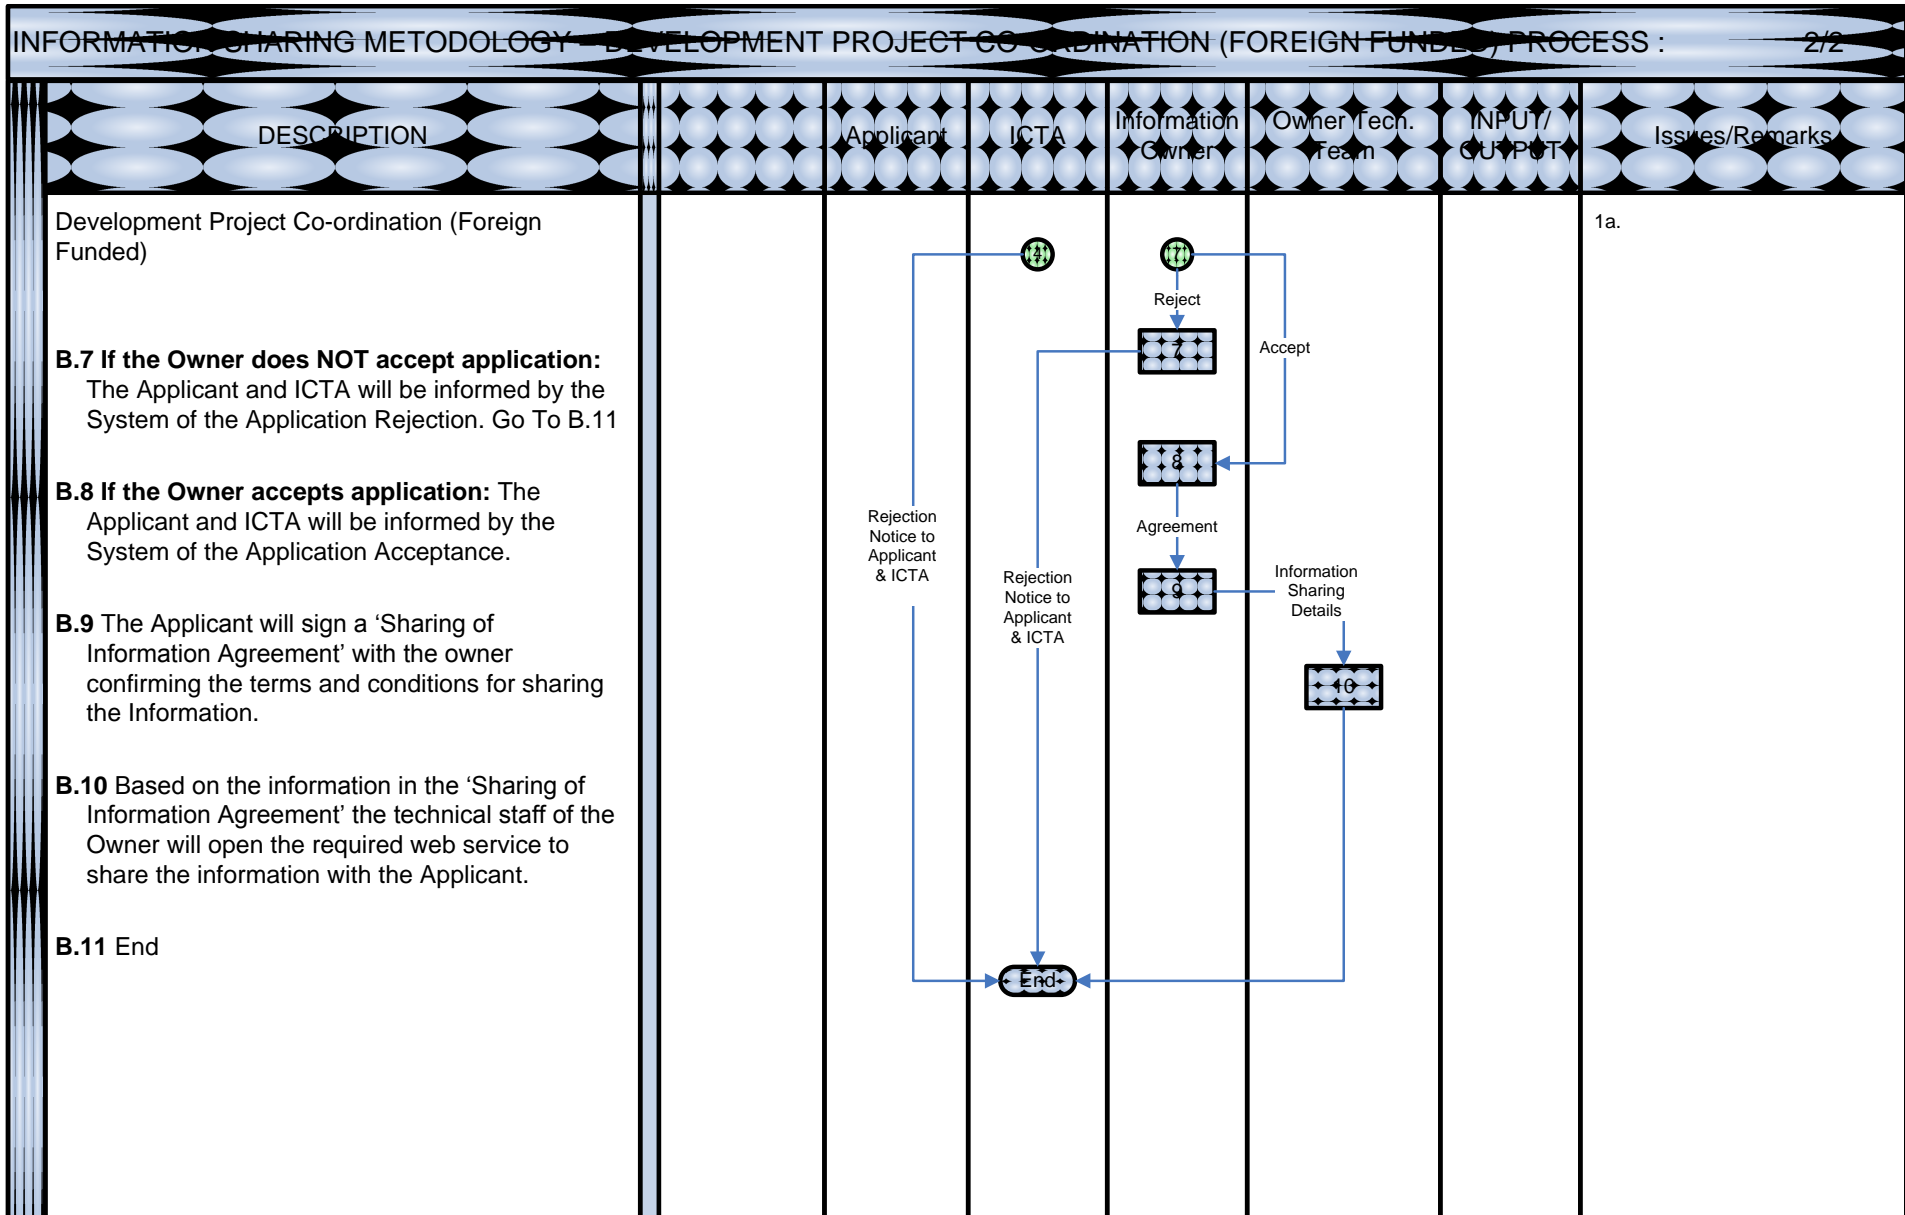 INFORMATION SHARING METODOLOGY – DEVELOPMENT PROJECT CO-ORDINATION (FOREIGN FUNDED) PROCESS : 2/2
DESCRIPTION
Applicant
ICTA
Information
Owner
Owner Tech.
Team
INPUT/
OUTPUT
Issues/Remarks
Development Project Co-ordination (Foreign
Funded)
B.7 If the Owner does NOT accept application:
The Applicant and ICTA will be informed by the
System of the Application Rejection. Go To B.11
B.8 If the Owner accepts application: The
Applicant and ICTA will be informed by the
System of the Application Acceptance.
B.9 The Applicant will sign a ‘Sharing of
Information Agreement’ with the owner
confirming the terms and conditions for sharing
the Information.
B.10 Based on the information in the ‘Sharing of
Information Agreement’ the technical staff of the
Owner will open the required web service to
share the information with the Applicant.
B.11 End
4
7
Reject
7
Accept
8
Agreement
9
Rejection
Notice to
Applicant
& ICTA
Rejection
Notice to
Applicant
& ICTA
Information
Sharing
Details
10
End
1a.